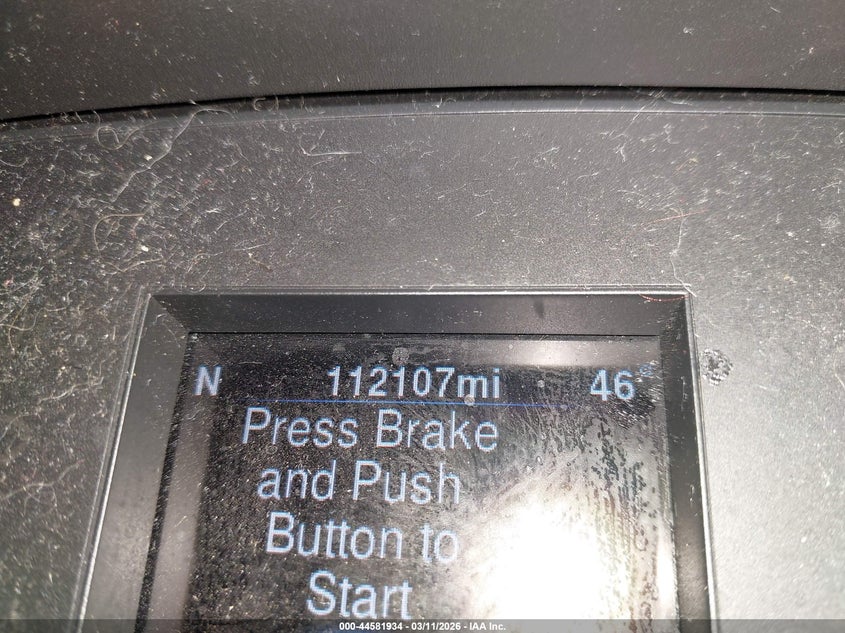 N 112107mi 46°
Press Brake
and Push
Button to
Start
000-44581934 - 03/11/2026 - IAA Inc.